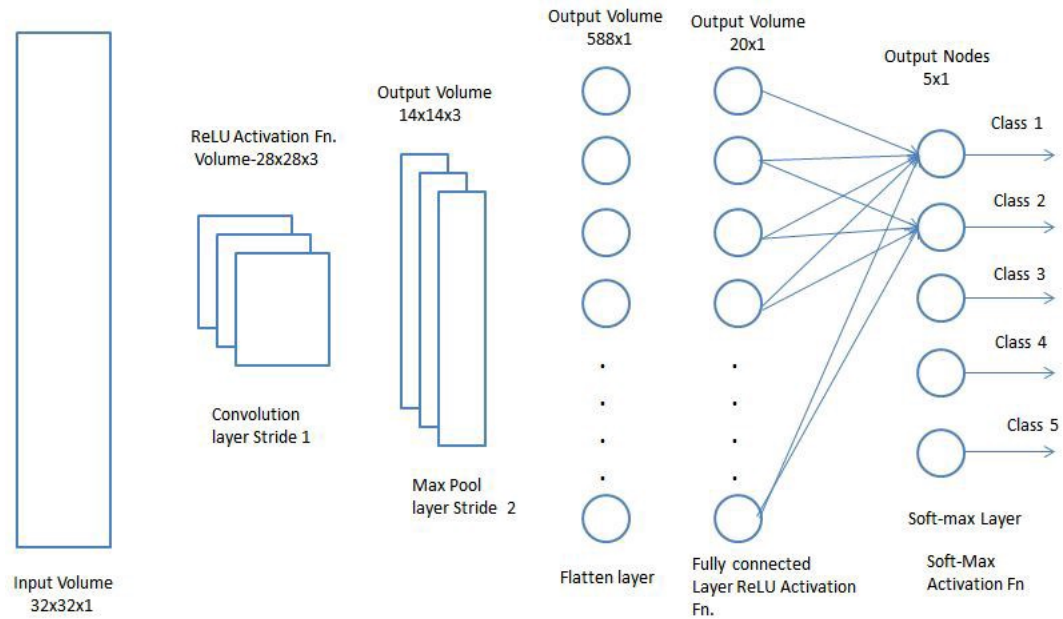 Input Volume
32x32x1
ReLU Activation Fn.
Volume-28x28x3
Convolution
layer Stride 1
Output Volume
14x14x3
Max Pool
layer Stride 2
Output Volume
588x1
Flatten layer
Output Volume
20x1
Fully connected
Layer ReLU Activation
Fn.
Output Nodes
5x1
Class 1
Class 2
Class 3
Class 4
Class 5
Soft-max Layer
Soft-Max
Activation Fn